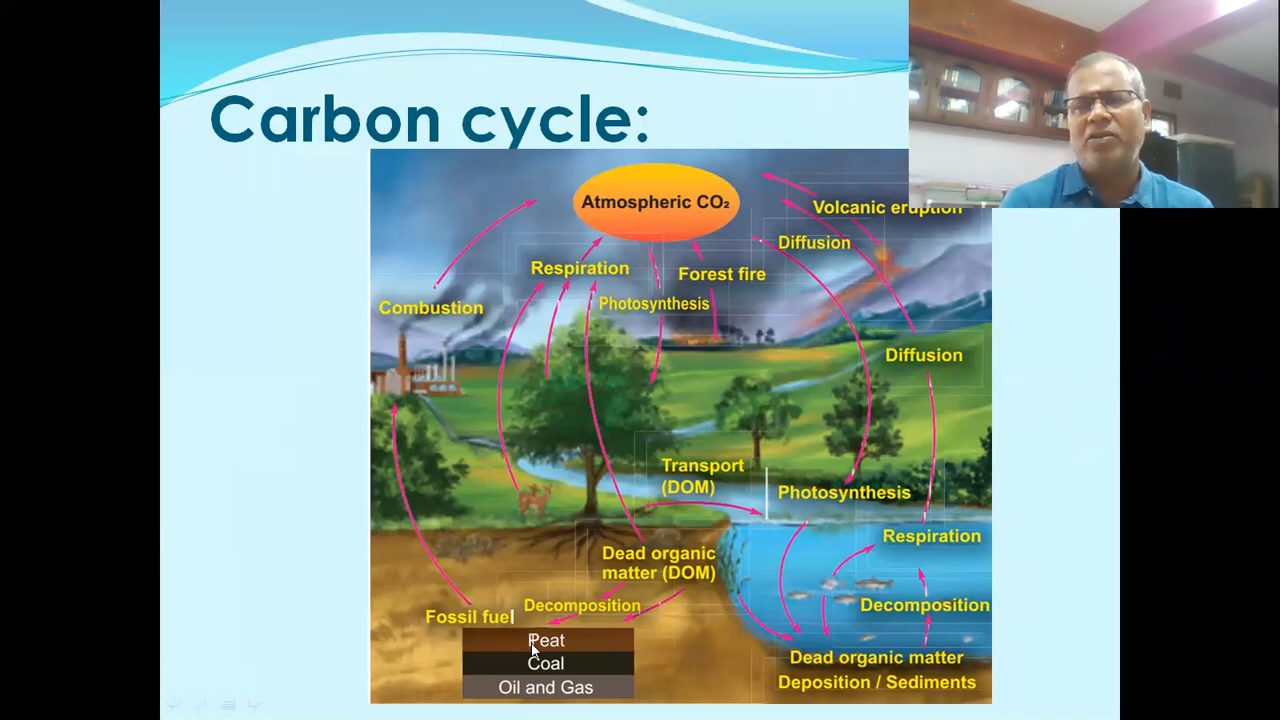 Carbon cycle:
Atmospheric CO₂
Volcanic eruption
Diffusion
Respiration
Forest fire
Photosynthesis
Combustion
Diffusion
Transport
(DOM)
Photosynthesis
Respiration
Dead organic
matter (DOM)
Decomposition
Decomposition
Fossil fuel
Peat
Coal
Oil and Gas
Dead organic matter
Deposition / Sediments